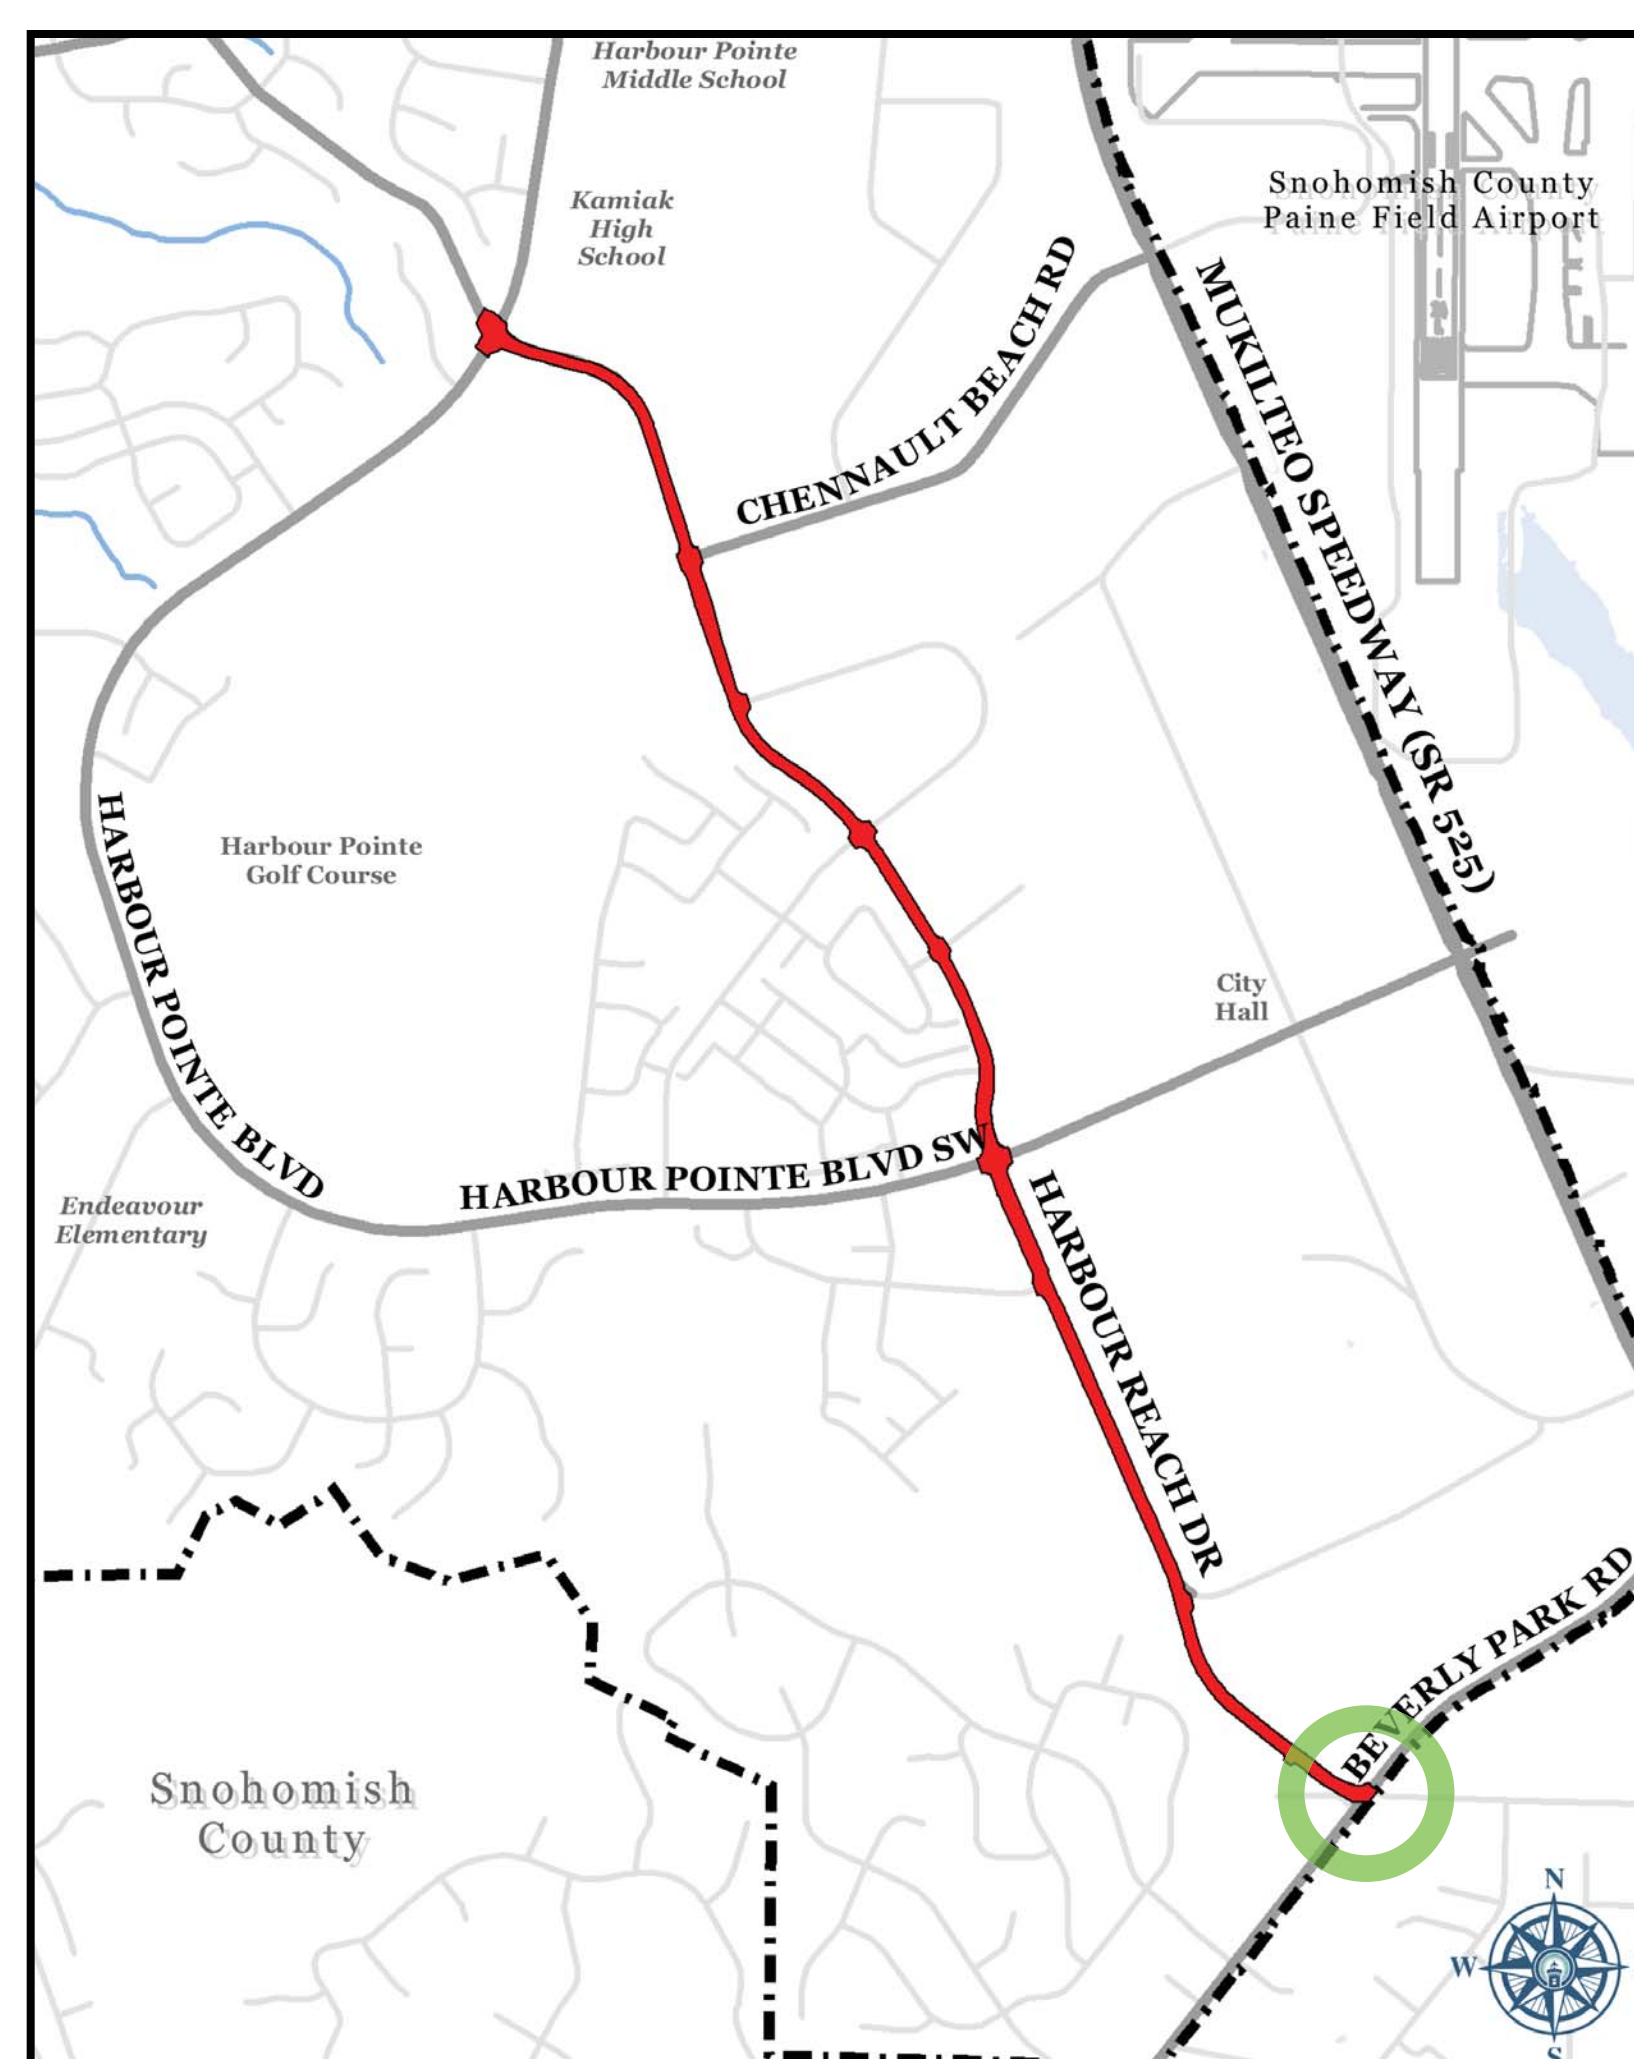 Harbour Pointe
Middle School
Snohomish County
Paine Field Airport
Kamiak
High
School
CHENNAULT BEACH RD
MUKILTEO SPEEDWAY (SR 525)
HARBOUR POINTE BLVD
Harbour Pointe
Golf Course
City
Hall
HARBOUR POINTE BLVD SW
Endeavour
Elementary
HARBOUR REACH DR
BEVERLY PARK RD
Snohomish
County
N
W
S